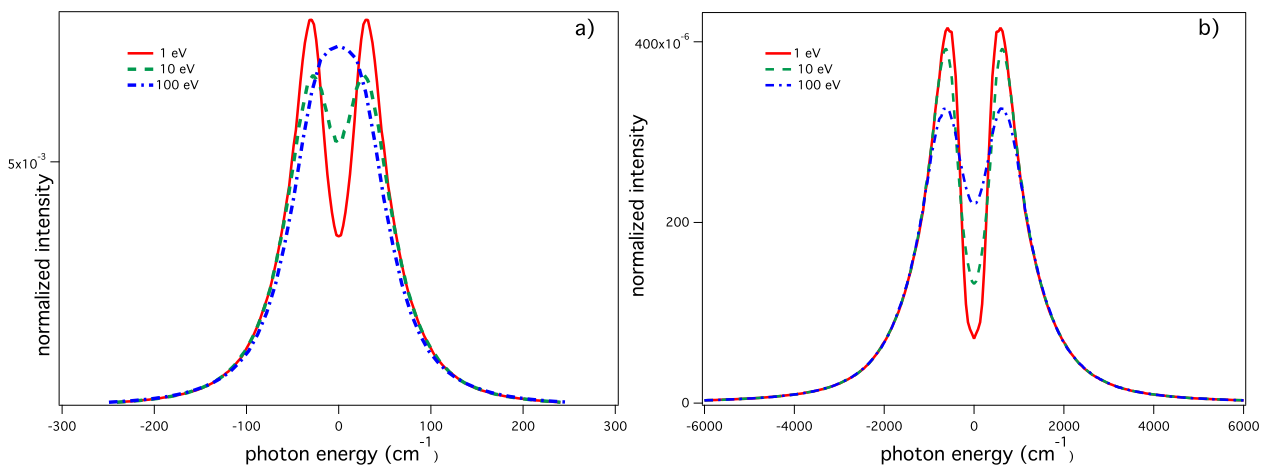 a)
1 eV
10 eV
100 eV
5x10-3
normalized intensity
-300 -200 -100 0 100 200 300
photon energy (cm-1)
b)
1 eV
10 eV
100 eV
400x10-6
200
0
normalized intensity
-6000 -4000 -2000 0 2000 4000 6000
photon energy (cm-1)